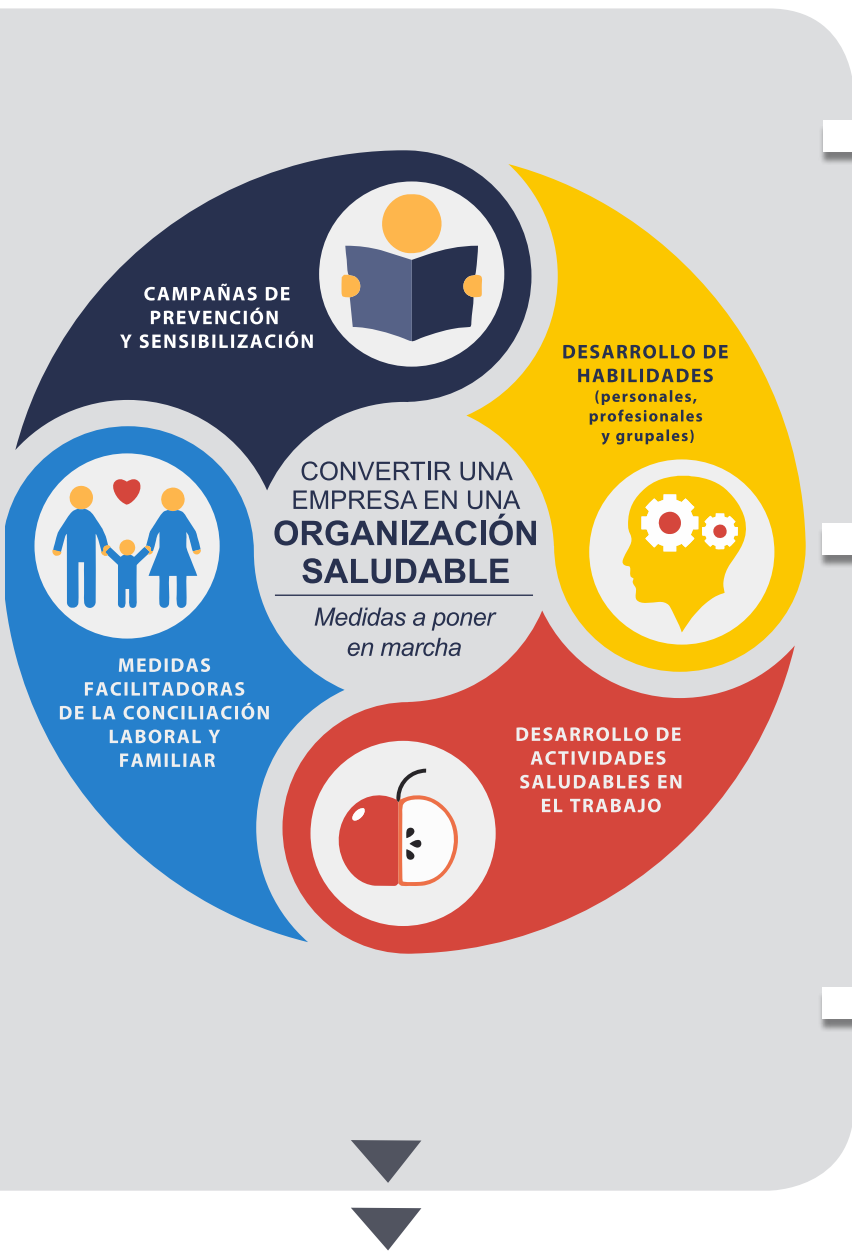 CAMPAÑAS DE
PREVENCIÓN
Y SENSIBILIZACIÓN
DESARROLLO DE
HABILIDADES
(personales,
profesionales
y grupales)
CONVERTIR UNA
EMPRESA EN UNA
ORGANIZACIÓN
SALUDABLE
Medidas a poner
en marcha
MEDIDAS
FACILITADORAS
DE LA CONCILIACIÓN
LABORAL Y
FAMILIAR
DESARROLLO DE
ACTIVIDADES
SALUDABLES EN
EL TRABAJO